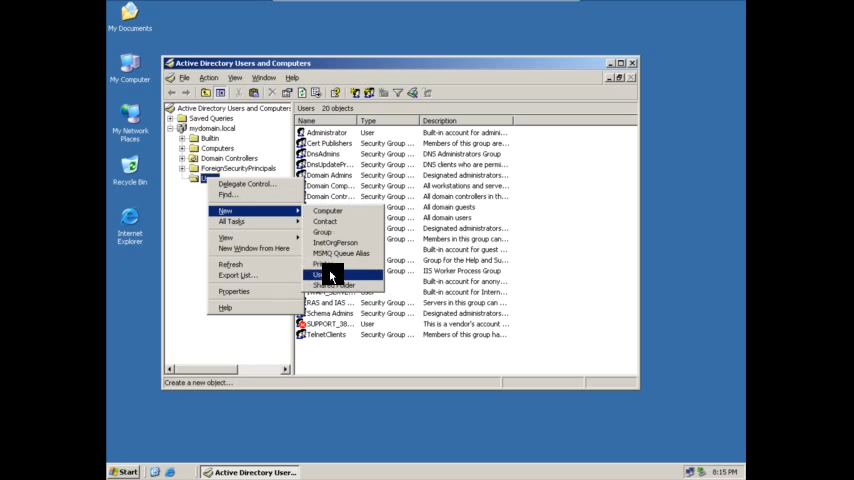 My Documents
My Computer
My Network
Places
Recycle Bin
Internet
Explorer
Active Directory Users and Computers
File Action View Window Help
Active Directory Users and Computers
Saved Queries
mydomain.local
Builtin
Computers
Domain Controllers
ForeignSecurityPrincipals
Users 20 objects
Name Type Description
Administrator User Built-in account for admini...
Cert Publishers Security Group ... Members of this group are...
DnsAdmins Security Group ... DNS Administrators Group
DnsUpdatePr... Security Group ... DNS clients who are permi...
Domain Admins Security Group ... Designated administrators...
Domain Comp... Security Group ... All workstations and serve...
Domain Contr... Security Group ... All domain controllers in th...
All domain guests
All domain users
Designated administrators...
Members in this group can...
Built-in account for guest ...
Group for the Help and Su...
IIS Worker Process Group
Built-in account for anony...
Built-in account for Intern...
RAS and IAS ... Security Group ... Servers in this group can ...
Schema Admins Security Group ... Designated administrators...
SUPPORT_38... User This is a vendor's account...
TelnetClients Security Group ... Members of this group ha...
Delegate Control...
Find...
New
All Tasks
View
New Window from Here
Refresh
Export List...
Properties
Help
Computer
Contact
Group
InetOrgPerson
MSMQ Queue Alias
Shared Folder
Create a new object...
Start Active Directory User... 8:15 PM